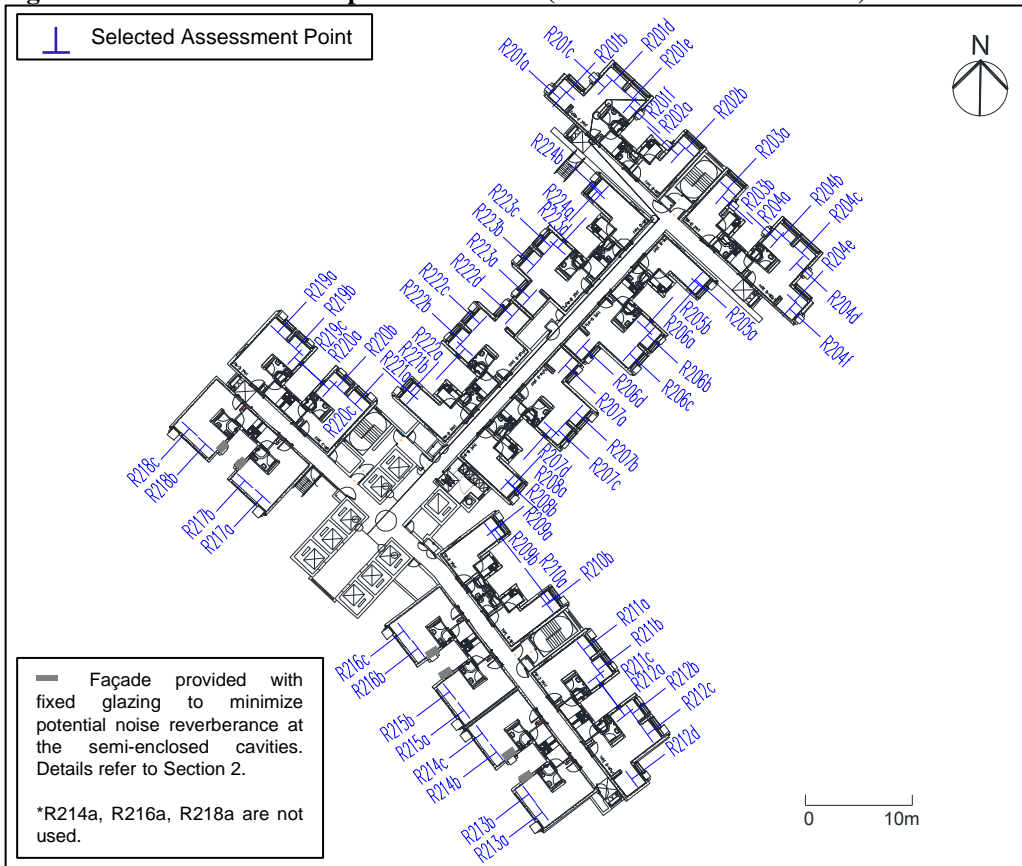 Selected Assessment Point
N
R201a
R201b
R201c
R201d
R201e
R201f
R202a
R202b
R203a
R203b
R204a
R204b
R204c
R204e
R204d
R204f
R205a
R205b
R206a
R206b
R206c
R206d
R207a
R207b
R207c
R207d
R208a
R208b
R209a
R209b
R210a
R210b
R211a
R211b
R211c
R212a
R212b
R212c
R212d
R213a
R213b
R214b
R214c
R215a
R215b
R216b
R216c
R217a
R217b
R218b
R218c
R219a
R219b
R219c
R220a
R220b
R220c
R221a
R221b
R222a
R222b
R222c
R222d
R223a
R223b
R223c
R223d
R224a
R224b
Façade provided with
fixed glazing to minimize
potential noise reverberance at
the semi-enclosed cavities.
Details refer to Section 2.
*R214a, R216a, R218a are not
used.
0 10m